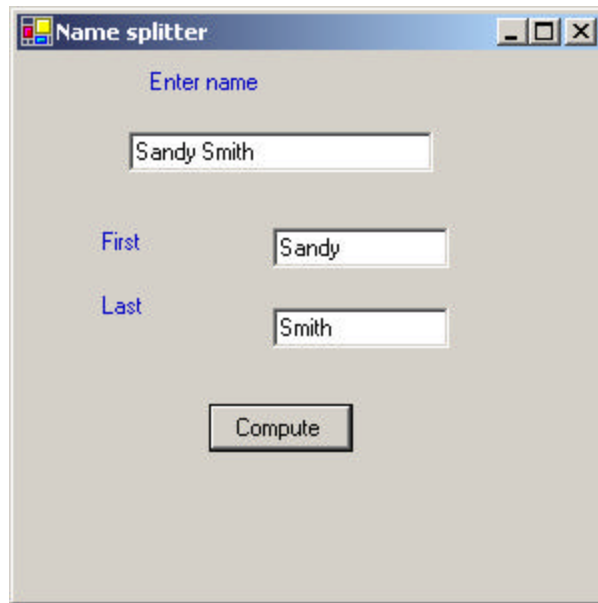 Name splitter
Enter name
Sandy Smith
First
Sandy
Last
Smith
Compute